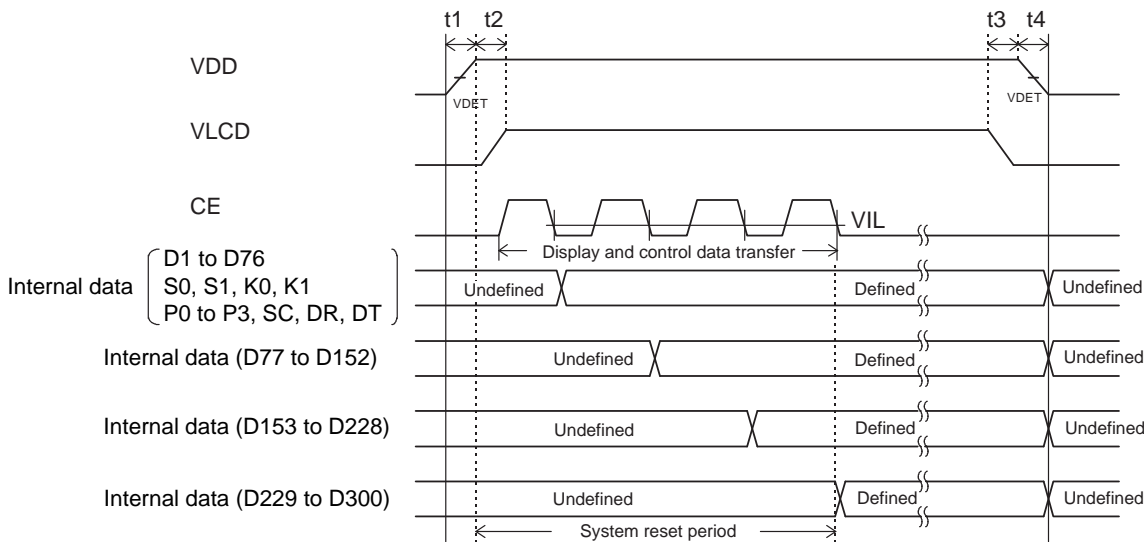 t1 t2 t3 t4
VDD
VDET VDET
VLCD
CE
VIL
Display and control data transfer
D1 to D76
Internal data S0, S1, K0, K1 Undefined Defined Undefined
P0 to P3, SC, DR, DT
Internal data (D77 to D152) Undefined Defined Undefined
Internal data (D153 to D228) Undefined Defined Undefined
Internal data (D229 to D300) Undefined Defined Undefined
System reset period